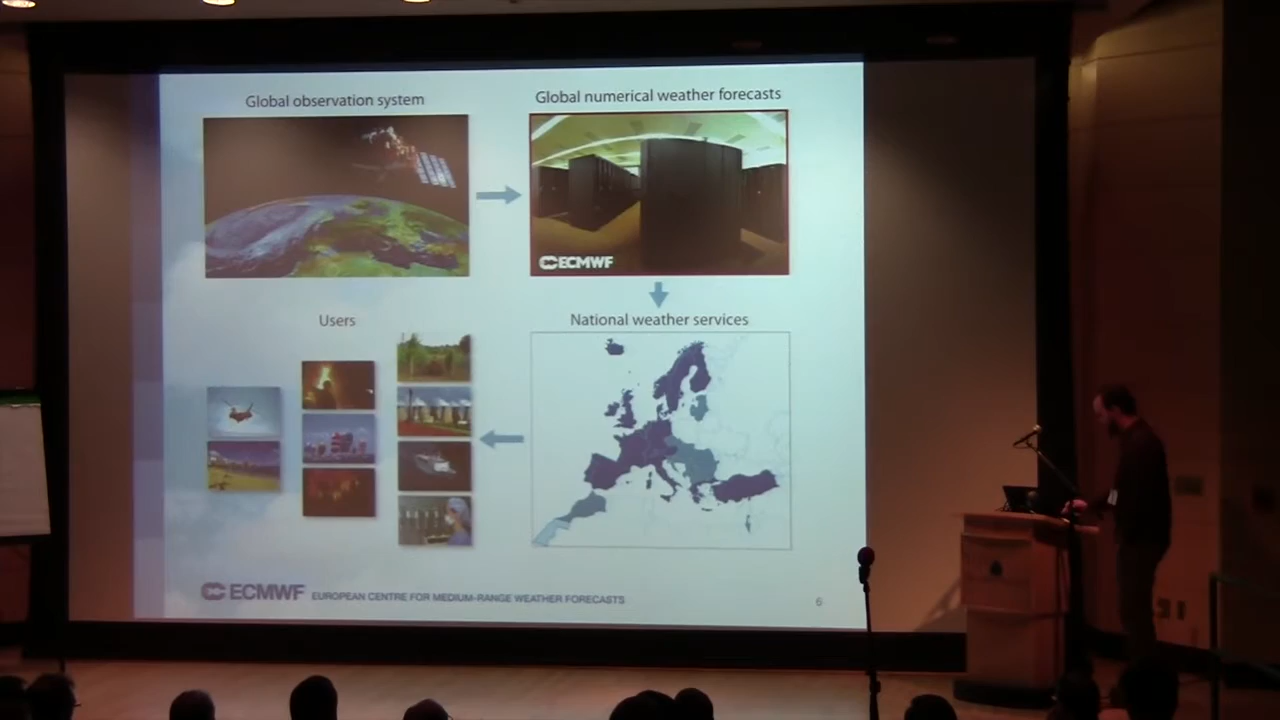 Global observation system
Global numerical weather forecasts
ECMWF
Users
National weather services
ECMWF EUROPEAN CENTRE FOR MEDIUM-RANGE WEATHER FORECASTS
6